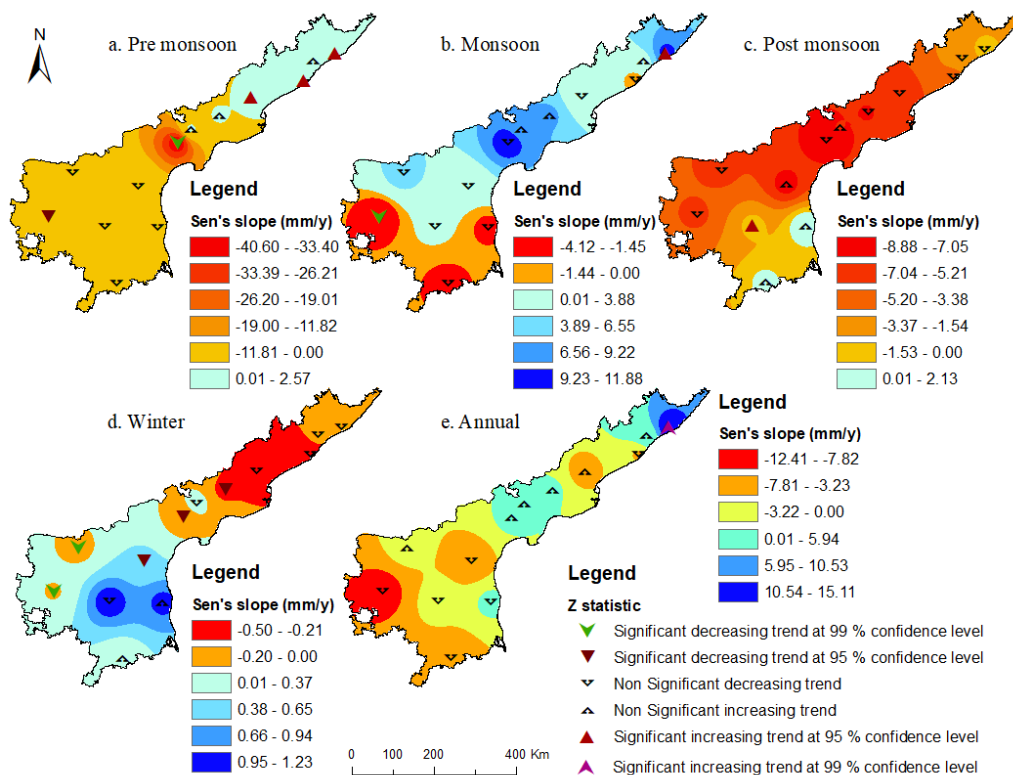 N
a. Pre monsoon
b. Monsoon
c. Post monsoon
Legend
Sen's slope (mm/y)
-40.60 - -33.40
-33.39 - -26.21
-26.20 - -19.01
-19.00 - -11.82
-11.81 - 0.00
0.01 - 2.57
Legend
Sen's slope (mm/y)
-4.12 - -1.45
-1.44 - 0.00
0.01 - 3.88
3.89 - 6.55
6.56 - 9.22
9.23 - 11.88
Legend
Sen's slope (mm/y)
-8.88 - -7.05
-7.04 - -5.21
-5.20 - -3.38
-3.37 - -1.54
-1.53 - 0.00
0.01 - 2.13
d. Winter
e. Annual
Legend
Sen's slope (mm/y)
-0.50 - -0.21
-0.20 - 0.00
0.01 - 0.37
0.38 - 0.65
0.66 - 0.94
0.95 - 1.23
Legend
Sen's slope (mm/y)
-12.41 - -7.82
-7.81 - -3.23
-3.22 - 0.00
0.01 - 5.94
5.95 - 10.53
10.54 - 15.11
Legend
Z statistic
Significant decreasing trend at 99 % confidence level
Significant decreasing trend at 95 % confidence level
Non Significant decreasing trend
Non Significant increasing trend
Significant increasing trend at 95 % confidence level
Significant increasing trend at 99 % confidence level
0 100 200 400 Km